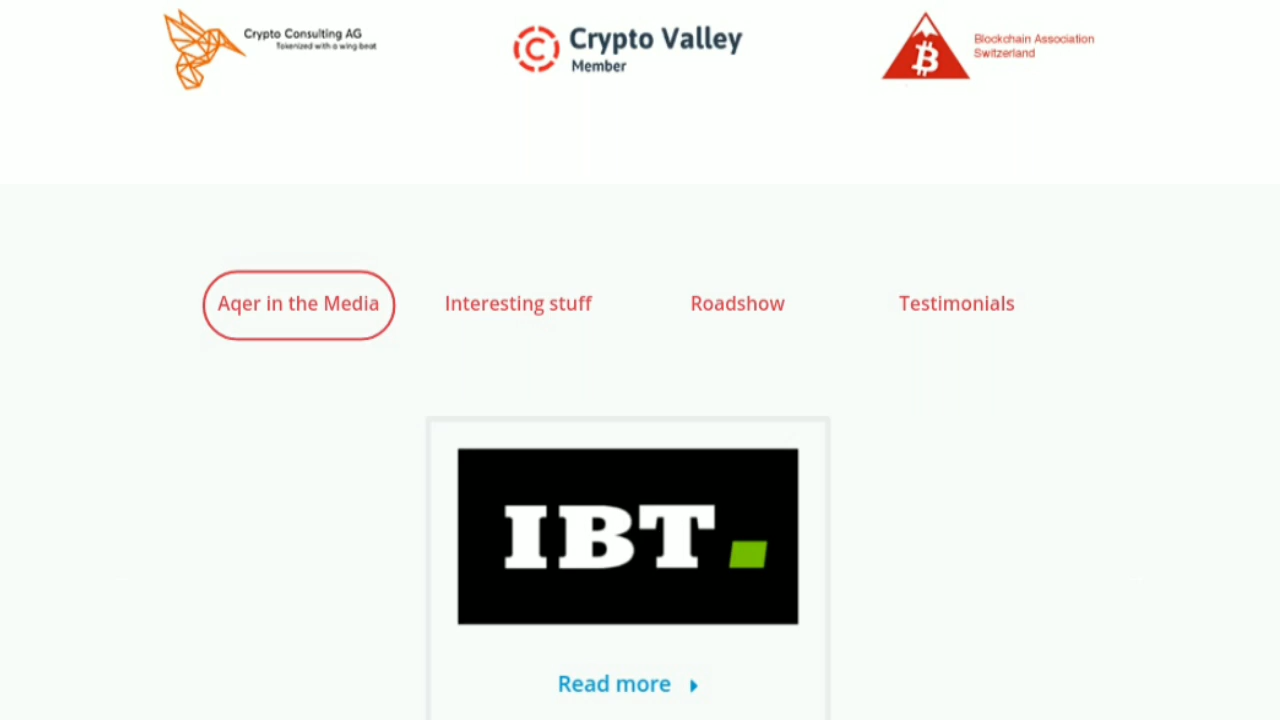 Crypto Consulting AG
Tokenized with a wing beat
Crypto Valley
Member
Blockchain Association
Switzerland
Aqer in the Media
Interesting stuff
Roadshow
Testimonials
IBT
Read more